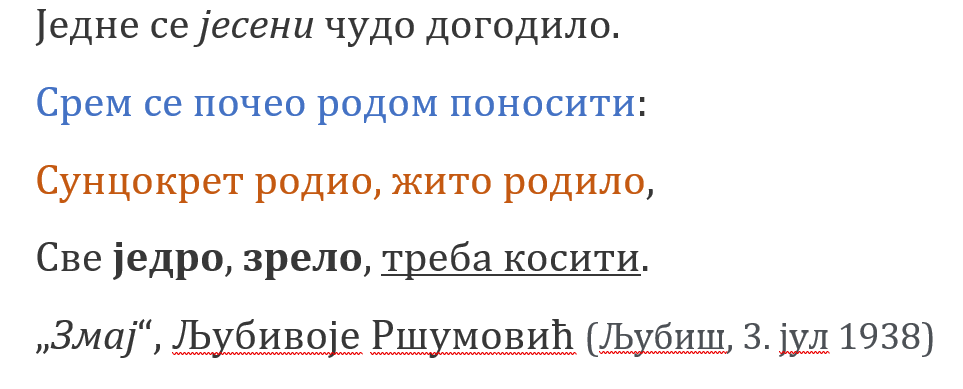 Једне се јесени чудо догодило.
Срем се почео родом поносити:
Сунцокрет родио, жито родило,
Све једро, зрело, треба косити.
„Змај“, Љубивоје Ршумовић (Љубиш, 3. јул 1938)